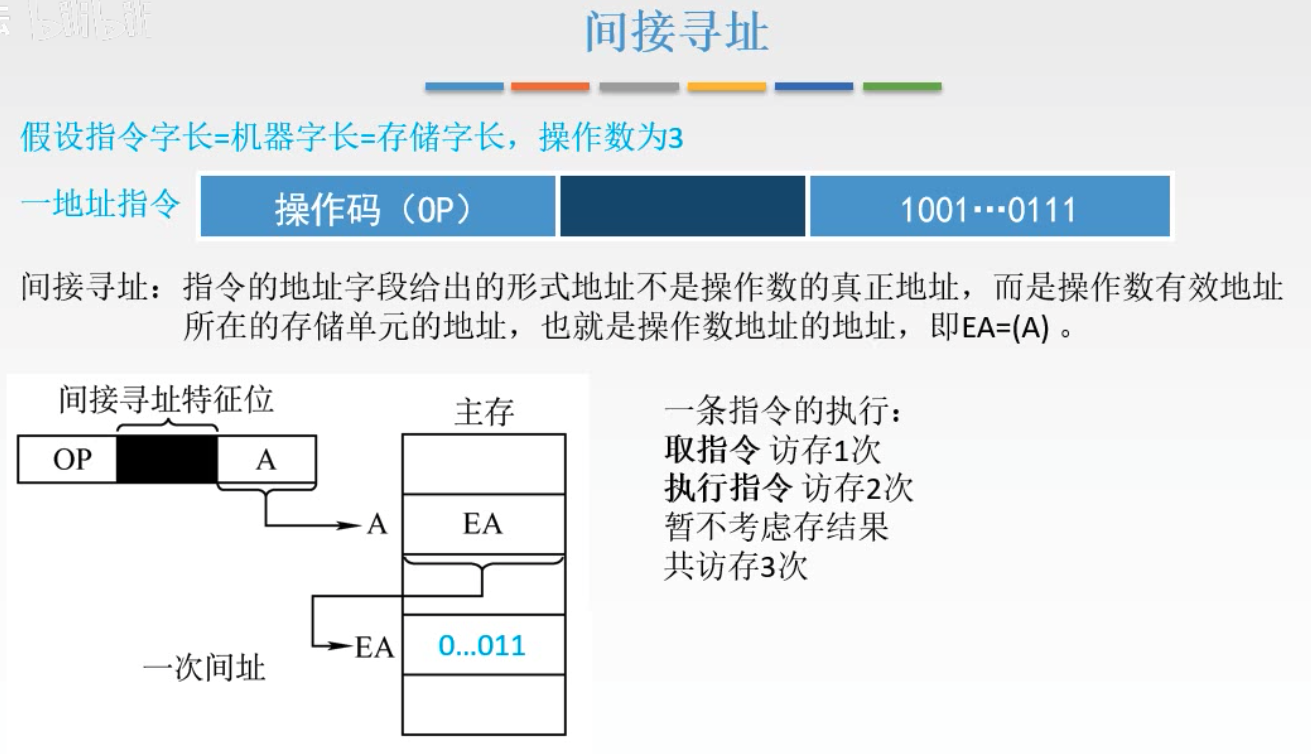 间接寻址
假设指令字长=机器字长=存储字长，操作数为3
一地址指令 操作码（OP） 1001…0111
间接寻址：指令的地址字段给出的形式地址不是操作数的真正地址，而是操作数有效地址
所在的存储单元的地址，也就是操作数地址的地址，即EA=(A) 。
间接寻址特征位
主存
OP
A
A
EA
EA
0…011
一次间址
一条指令的执行：
取指令 访存1次
执行指令 访存2次
暂不考虑存结果
共访存3次